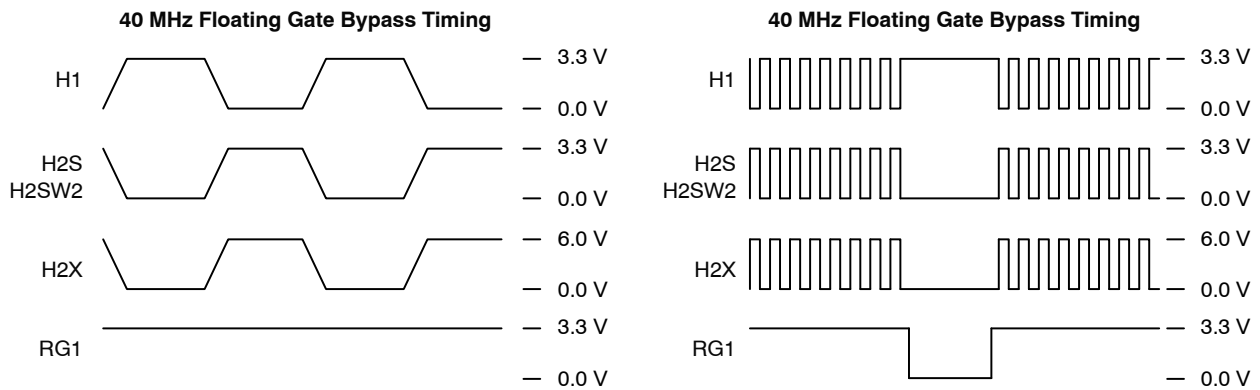 40 MHz Floating Gate Bypass Timing
H1
3.3 V
0.0 V
H2S
H2SW2
3.3 V
0.0 V
H2X
6.0 V
0.0 V
RG1
3.3 V
0.0 V
40 MHz Floating Gate Bypass Timing
H1
3.3 V
0.0 V
H2S
H2SW2
3.3 V
0.0 V
H2X
6.0 V
0.0 V
RG1
3.3 V
0.0 V